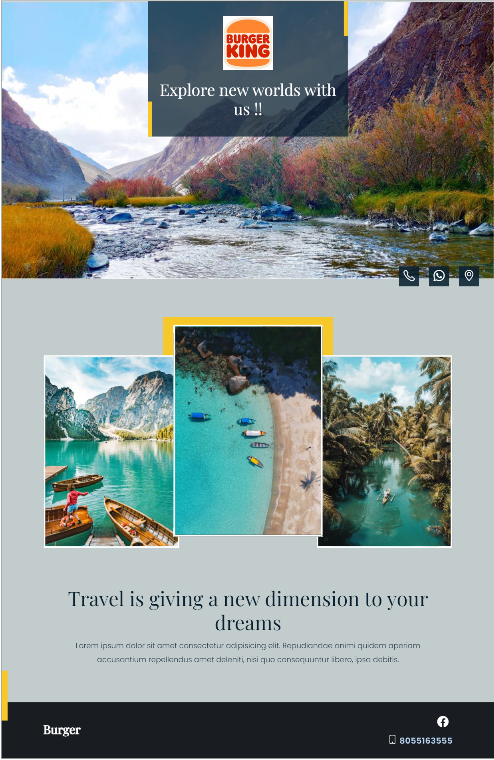 BURGER
KING
Explore new worlds with
us !!
Travel is giving a new dimension to your
dreams
Lorem ipsum dolor sit amet consectetur adipisicing elit. Repudiandae animi quidem aperiam
accusantium repellendus amet deleniti, nisi quo consequuntur libero, ipsa debitis.
Burger
8055163555